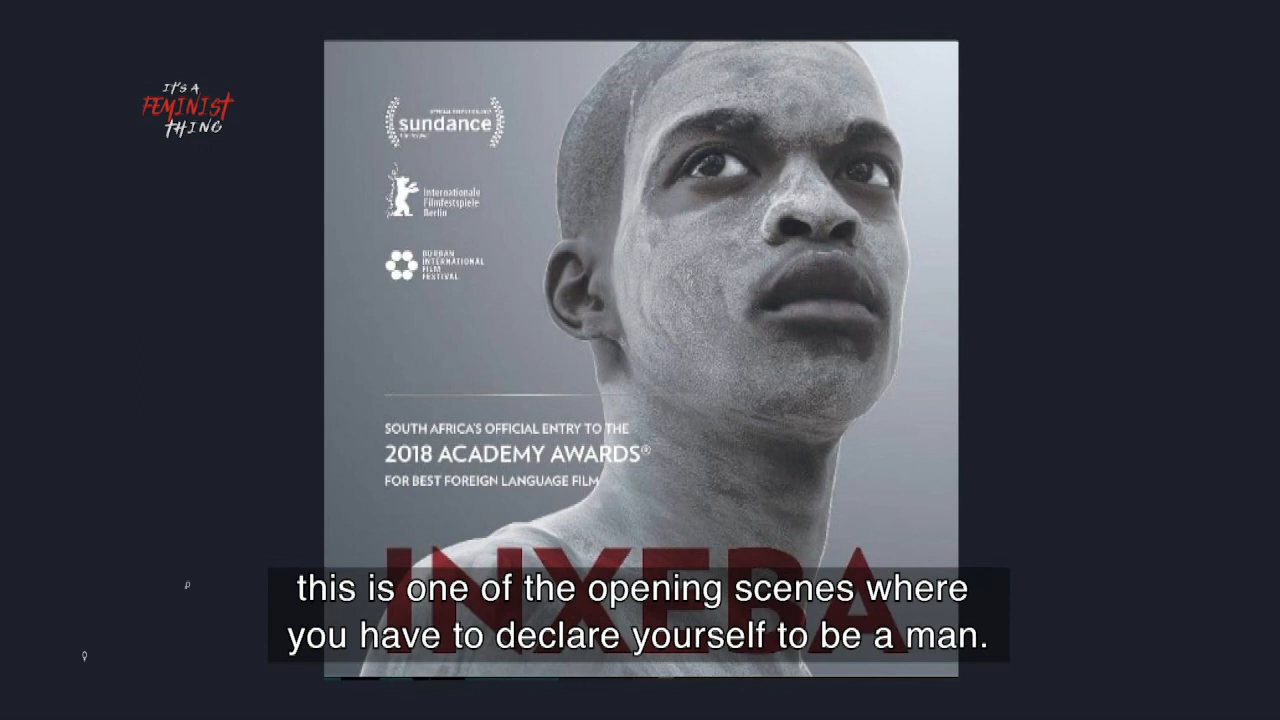 IT'S A
FEMINIST
THING
sundance
Internationale
Filmfestspiele
Berlin
DURBAN
INTERNATIONAL
FILM
FESTIVAL
SOUTH AFRICA'S OFFICIAL ENTRY TO THE
2018 ACADEMY AWARDS®
FOR BEST FOREIGN LANGUAGE FILM
INXEBA
this is one of the opening scenes where
you have to declare yourself to be a man.